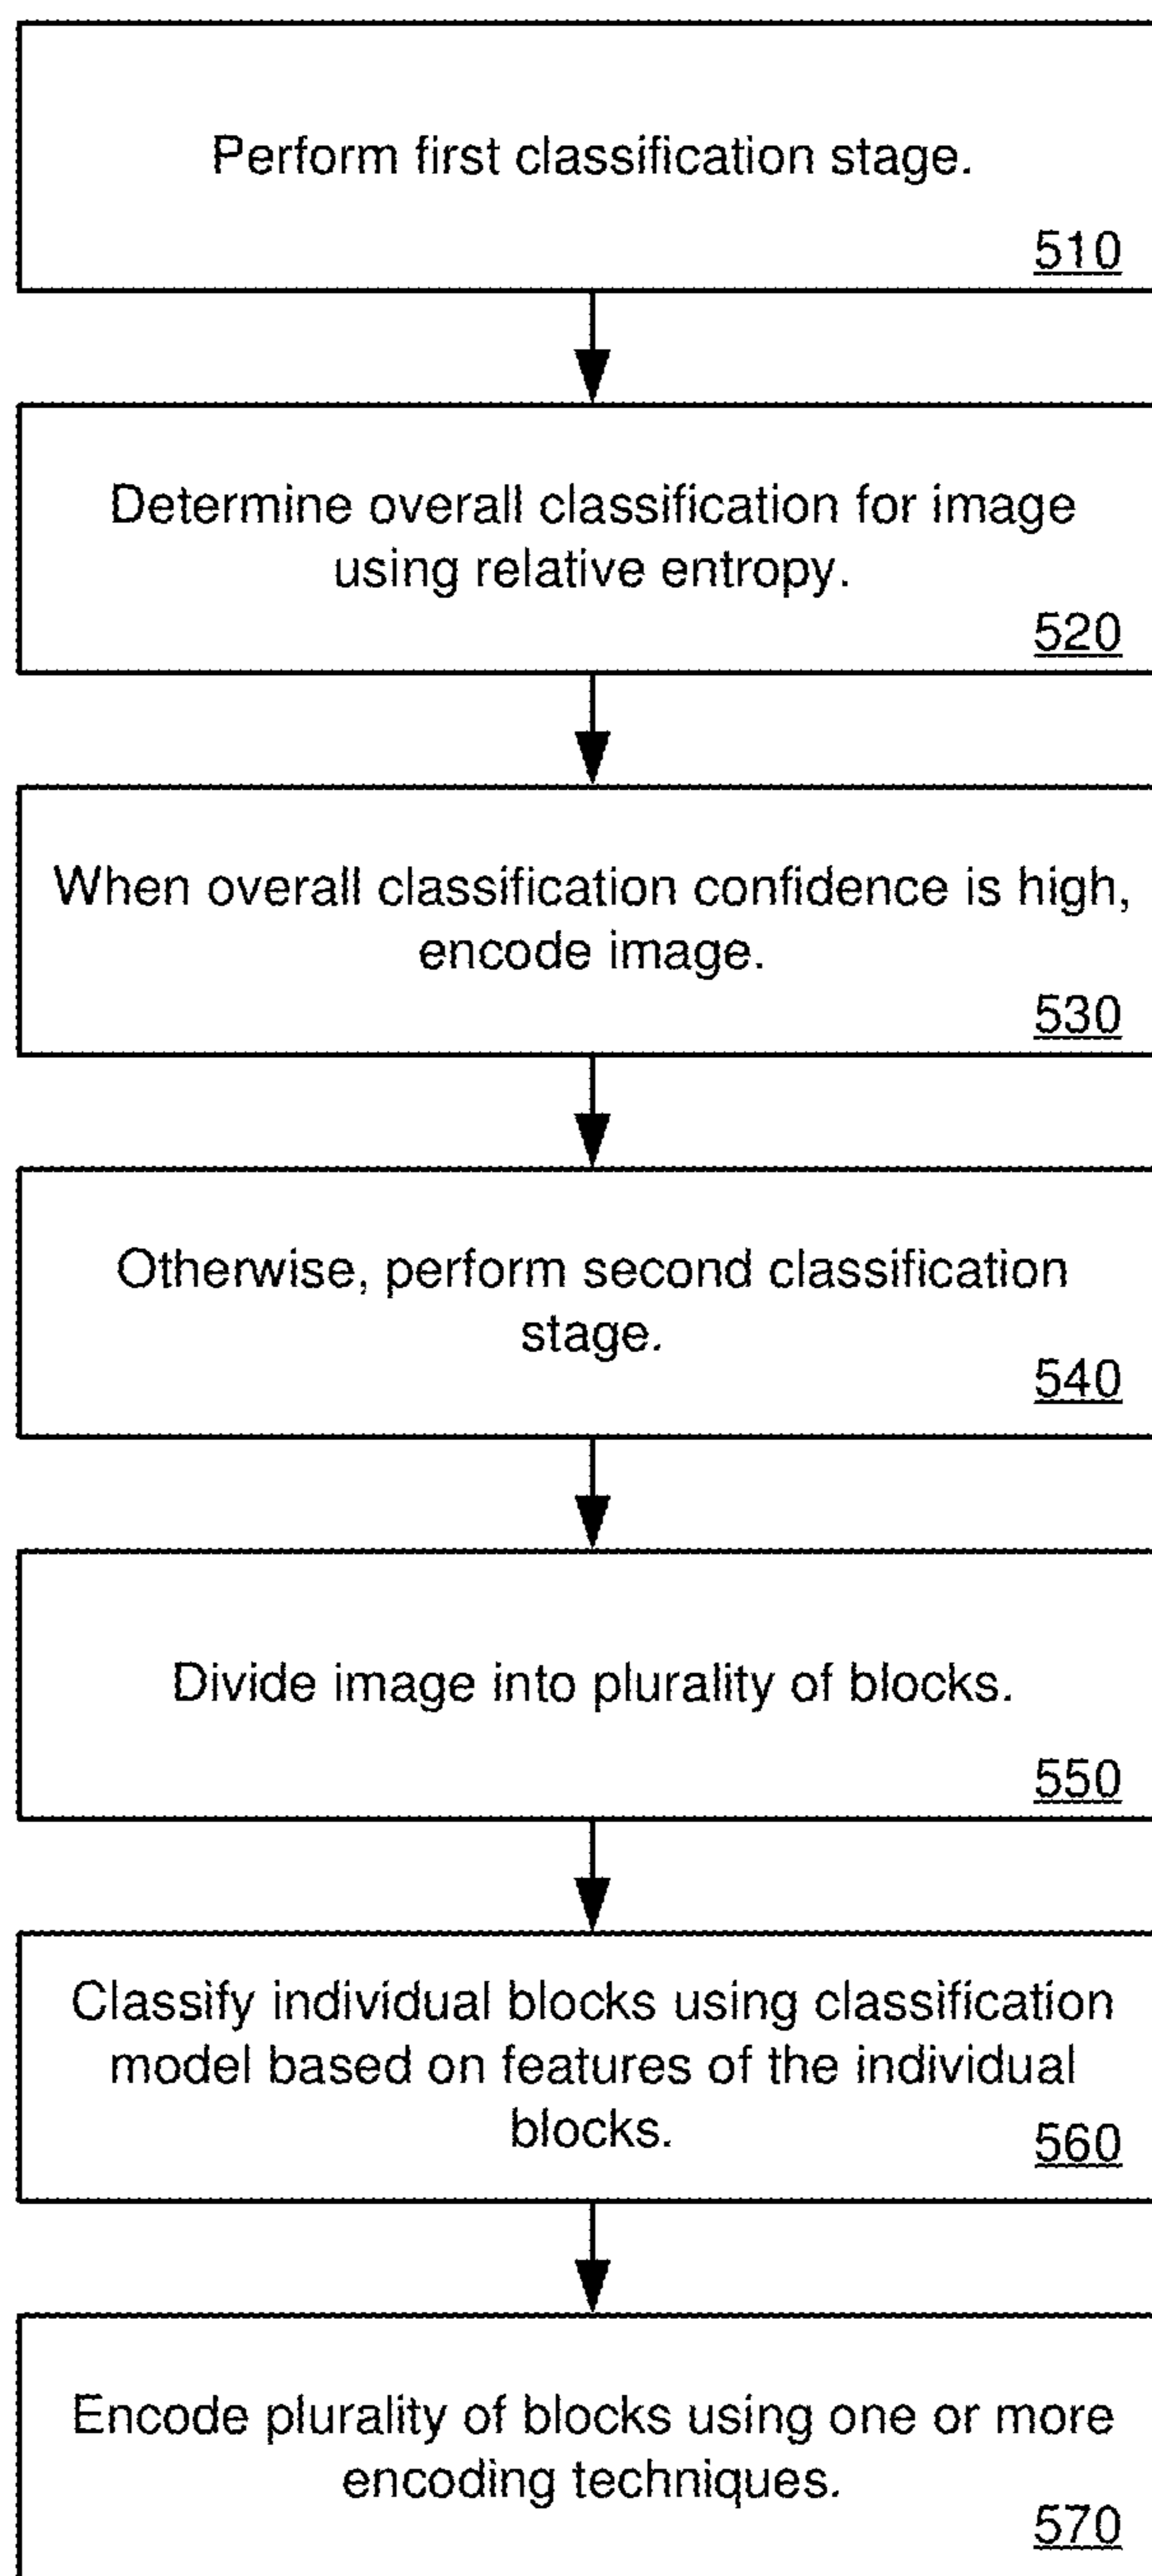 Perform first classification stage.
510
Determine overall classification for image
using relative entropy.
520
When overall classification confidence is high,
encode image.
530
Otherwise, perform second classification
stage.
540
Divide image into plurality of blocks.
550
Classify individual blocks using classification
model based on features of the individual
blocks.
560
Encode plurality of blocks using one or more
encoding techniques.
570